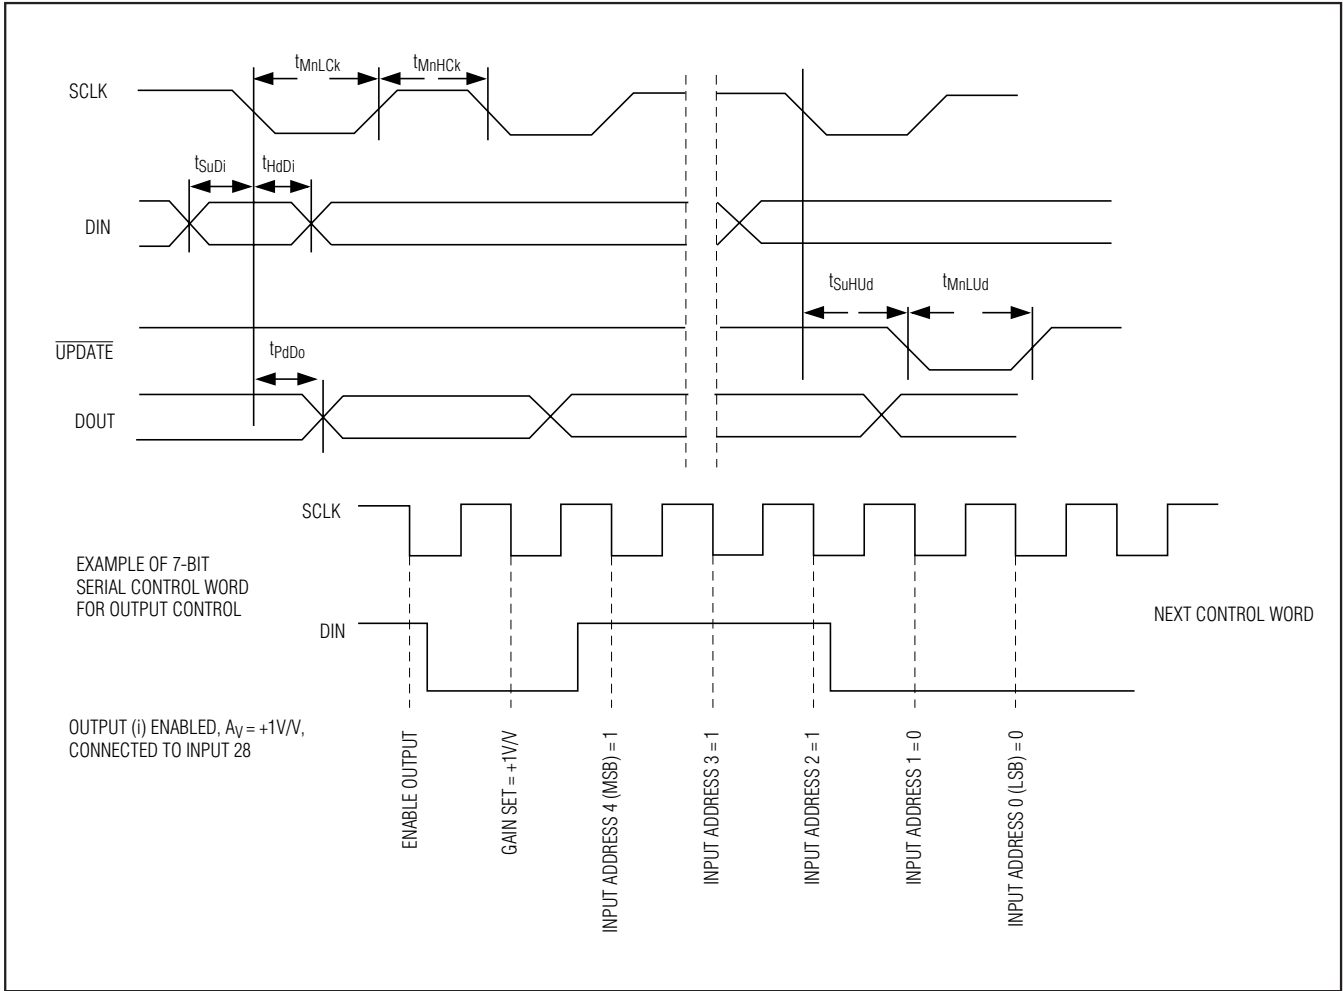 tMnLCk
tMnHCk
SCLK
tSuDi
tHdDi
DIN
tSuHUd
tMnLUd
UPDATE
tPdDo
DOUT
SCLK
EXAMPLE OF 7-BIT
SERIAL CONTROL WORD
FOR OUTPUT CONTROL
DIN
NEXT CONTROL WORD
OUTPUT (i) ENABLED, AV = +1V/V,
CONNECTED TO INPUT 28
ENABLE OUTPUT
GAIN SET = +1V/V
INPUT ADDRESS 4 (MSB) = 1
INPUT ADDRESS 3 = 1
INPUT ADDRESS 2 = 1
INPUT ADDRESS 1 = 0
INPUT ADDRESS 0 (LSB) = 0